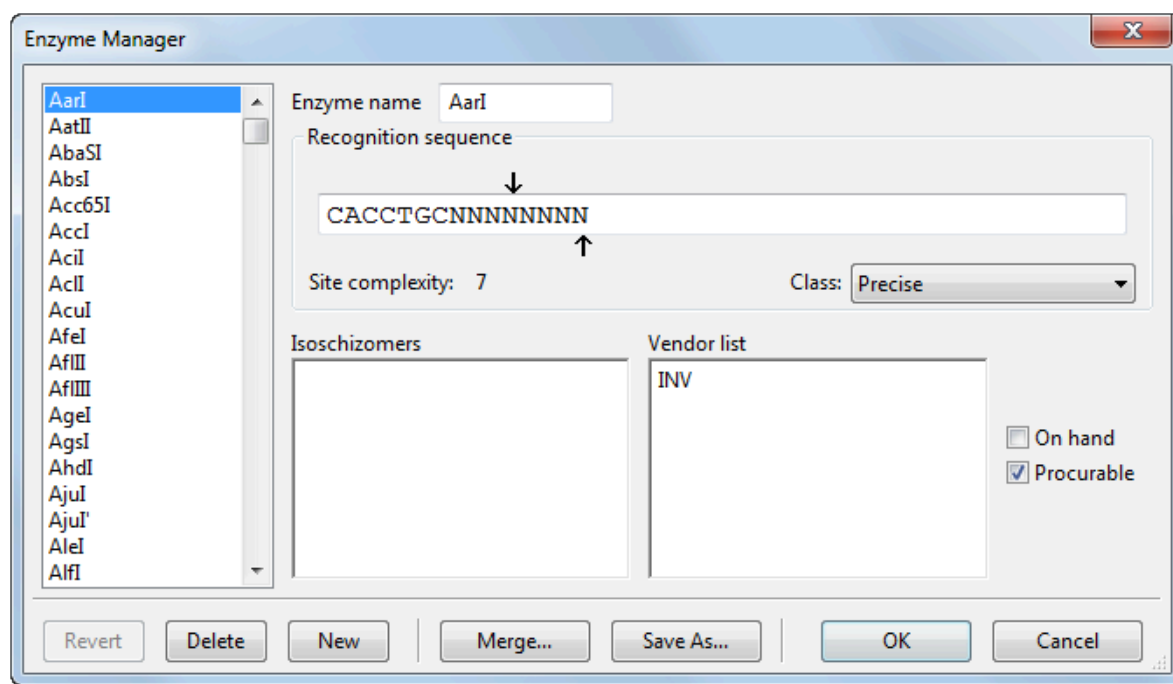 Enzyme Manager
AarI
AatII
AbaSI
AbsI
Acc65I
AccI
AciI
AclI
AcuI
AfeI
AflII
AflIII
AgeI
AgsI
AhdI
AjuI
AjuI'
AleI
AlfI
Enzyme name AarI
Recognition sequence
CACCTGCNNNNNNNN
Site complexity: 7 Class: Precise
Isoschizomers
Vendor list
INV
On hand
Procurable
Revert Delete New Merge... Save As... OK Cancel